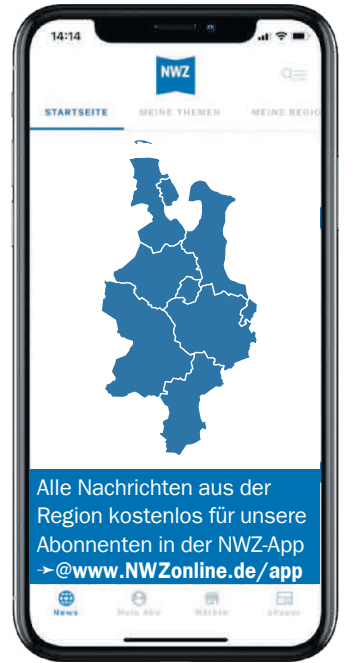 14:14
NWZ
STARTSEITE MEINE THEMEN MEINE REGIO
Alle Nachrichten aus der
Region kostenlos für unsere
Abonnenten in der NWZ-App
➛@www.NWZonline.de/app
News Mein Abo Märkte ePaper